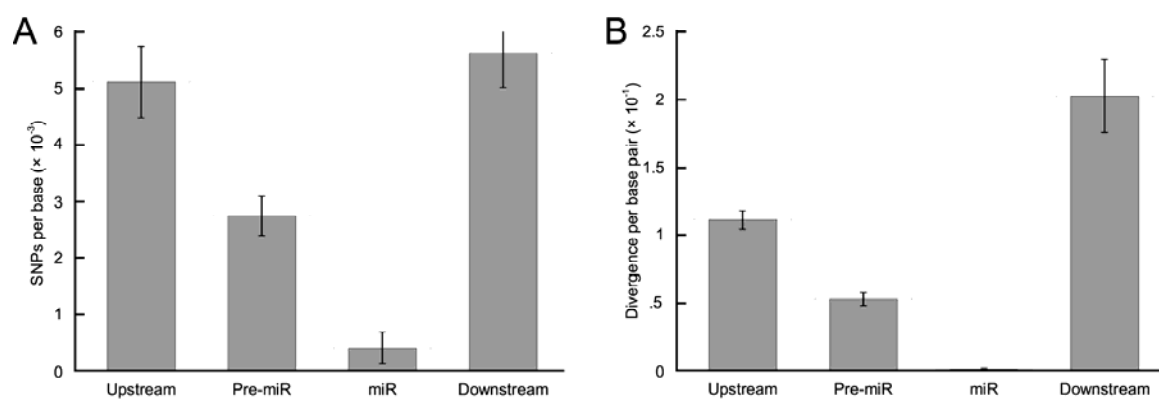 A
SNPs per base (× 10⁻³)
6
5
4
3
2
1
0
Upstream Pre-miR miR Downstream
B
Divergence per base pair (× 10⁻¹)
2.5
2
1.5
1
.5
0
Upstream Pre-miR miR Downstream